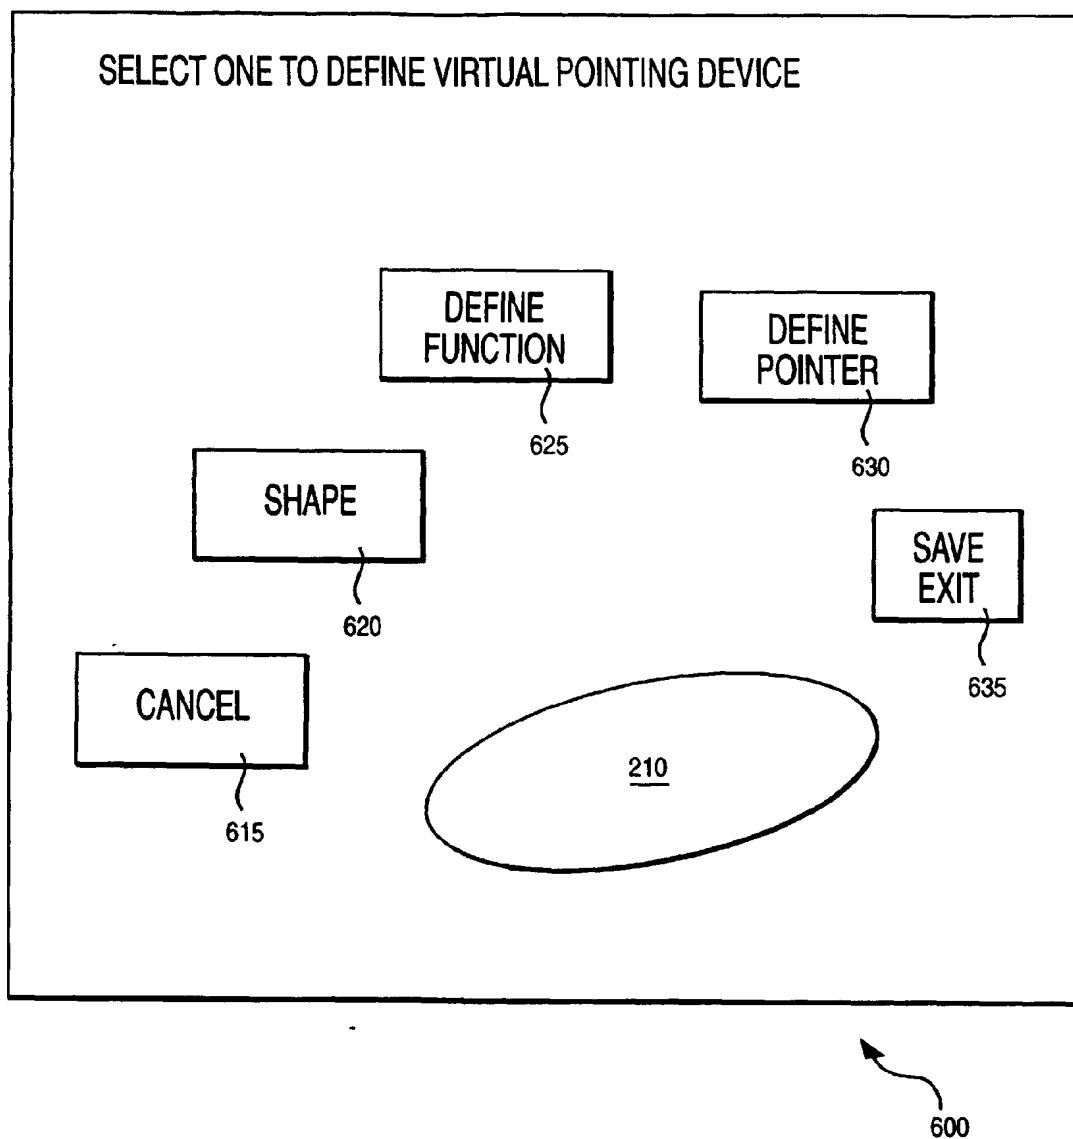 SELECT ONE TO DEFINE VIRTUAL POINTING DEVICE
DEFINE
FUNCTION
625
DEFINE
POINTER
630
SHAPE
620
SAVE
EXIT
635
CANCEL
615
210
600